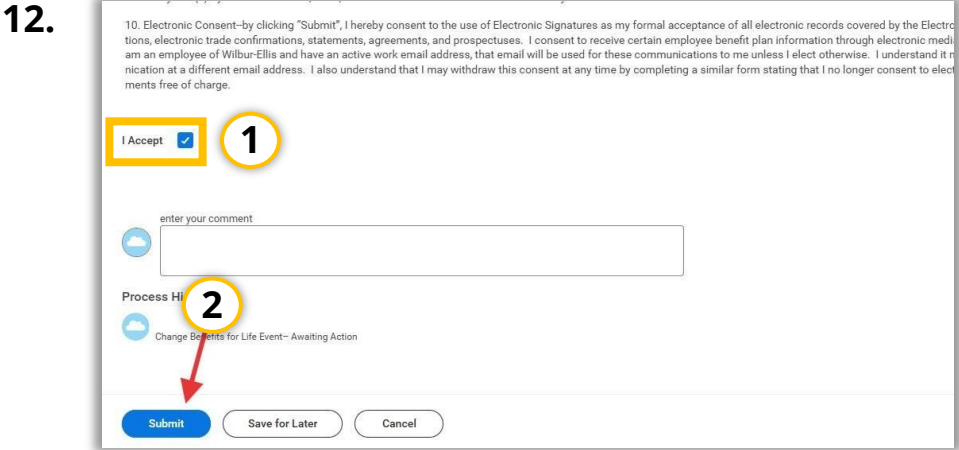 12.
10. Electronic Consent–by clicking "Submit", I hereby consent to the use of Electronic Signatures as my formal acceptance of all electronic records covered by the
tions, electronic trade confirmations, statements, agreements, and prospectuses. I consent to receive certain employee benefit plan information through electronic
am an employee of Wilbur-Ellis and have an active work email address, that email will be used for these communications to me unless I elect otherwise. I understand it
nication at a different email address. I also understand that I may withdraw this consent at any time by completing a similar form stating that I no longer consent to
ments free of charge.
I Accept
1
enter your comment
Process
2
Change Benefits for Life Event– Awaiting Action
Submit Save for Later Cancel